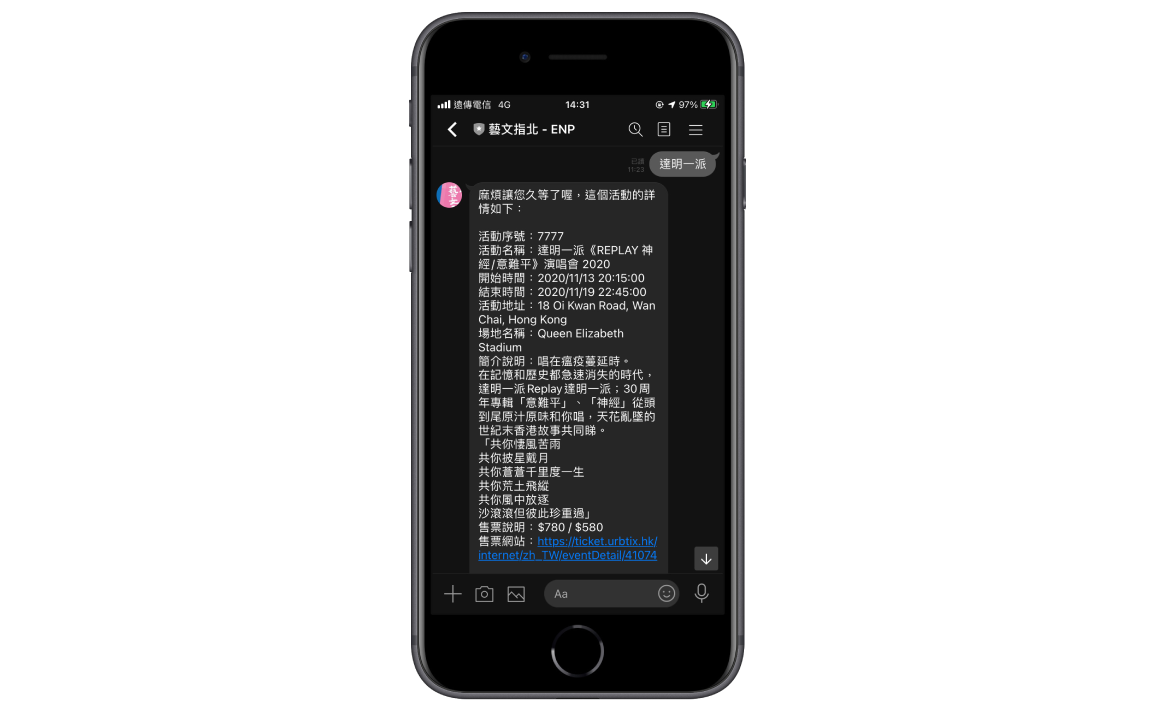 遠傳電信 4G 14:31 97%
藝文指北 - ENP
已讀
11:23
達明一派
麻煩讓您久等了喔，這個活動的詳
情如下：
活動序號：7777
活動名稱：達明一派《REPLAY 神
經/意難平》演唱會 2020
開始時間：2020/11/13 20:15:00
結束時間：2020/11/19 22:45:00
活動地址：18 Oi Kwan Road, Wan
Chai, Hong Kong
場地名稱：Queen Elizabeth
Stadium
簡介說明：唱在瘟疫蔓延時。
在記憶和歷史都急速消失的時代，
達明一派Replay達明一派；30周
年專輯「意難平」、「神經」從頭
到尾原汁原味和你唱，天花亂墜的
世紀末香港故事共同睇。
「共你悽風苦雨
共你披星戴月
共你蒼蒼千里度一生
共你荒土飛縱
共你風中放逐
沙滾滾但彼此珍重過」
售票說明：$780 / $580
售票網站：https://ticket.urbtix.hk/
internet/zh_TW/eventDetail/41074
Aa